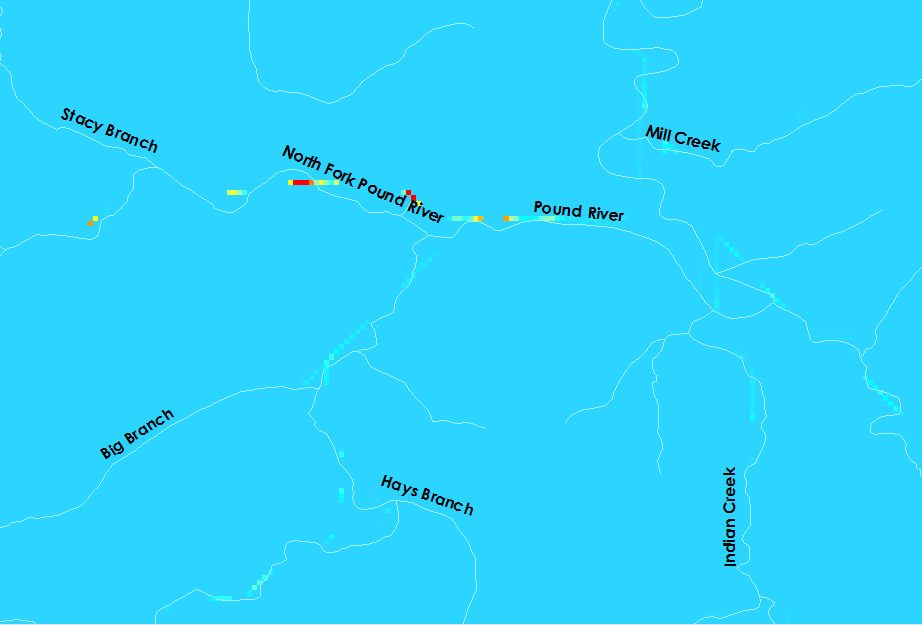 Stacy Branch
North Fork Pound River
Mill Creek
Pound River
Big Branch
Hays Branch
Indian Creek